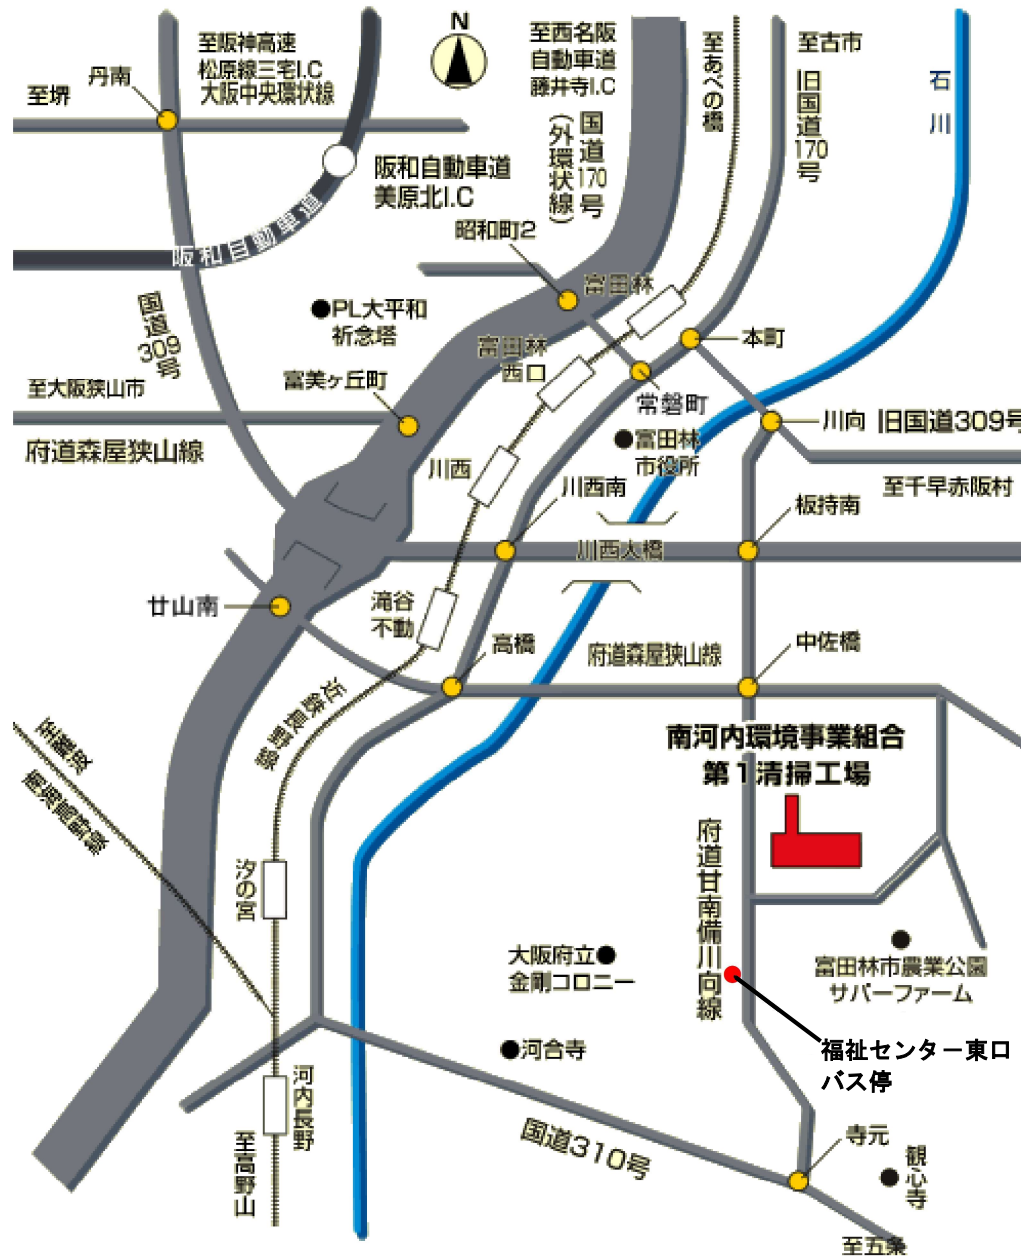 N
至阪神高速
松原線三宅I.C
大阪中央環状線
丹南
至堺
至西名阪
自動車道
藤井寺I.C
国道170号
(外環状線)
至あべの橋
至古市
旧国道170号
石川
阪和自動車道
美原北I.C
阪和自動車道
昭和町2
富田林
国道309号
PL大平和
祈念塔
富田林
西口
本町
至大阪狭山市
富美ヶ丘町
常磐町
川向
旧国道309号
府道森屋狭山線
富田林
市役所
川西
川西南
至千早赤阪村
板持南
川西大橋
廿山南
滝谷
不動
高橋
府道森屋狭山線
中佐橋
近鉄長野線
至難波
南海高野線
南河内環境事業組合
第1清掃工場
府道甘南備川向線
汐の宮
大阪府立
金剛コロニー
富田林市農業公園
サバーファーム
河合寺
福祉センター東口
バス停
河内長野
至高野山
国道310号
寺元
観心寺
至五条